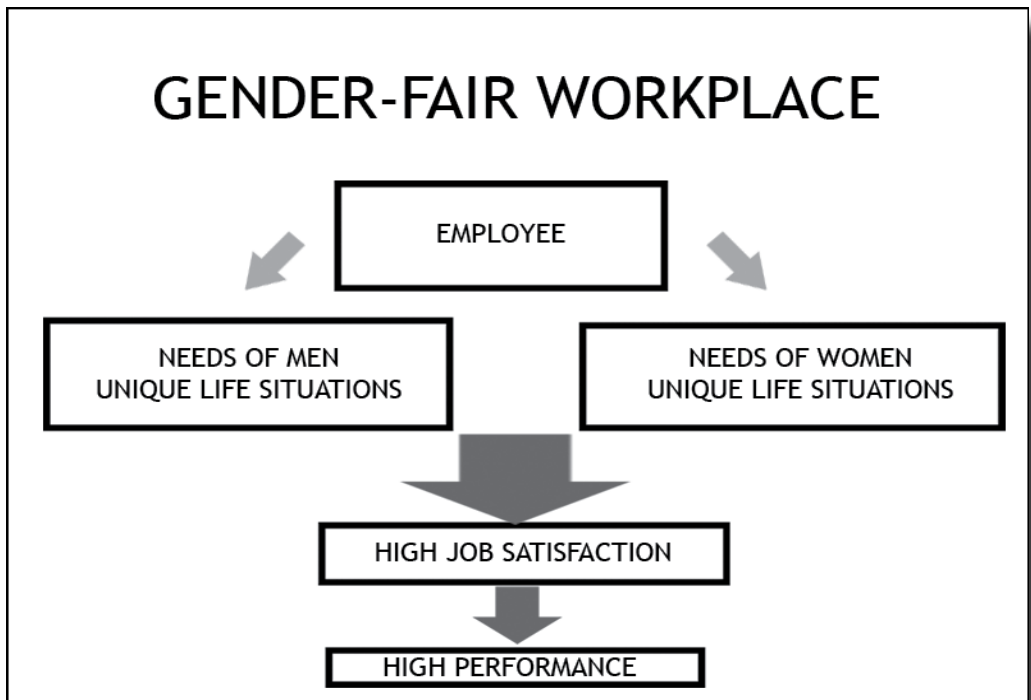 GENDER-FAIR WORKPLACE
EMPLOYEE
NEEDS OF MEN
UNIQUE LIFE SITUATIONS
NEEDS OF WOMEN
UNIQUE LIFE SITUATIONS
HIGH JOB SATISFACTION
HIGH PERFORMANCE